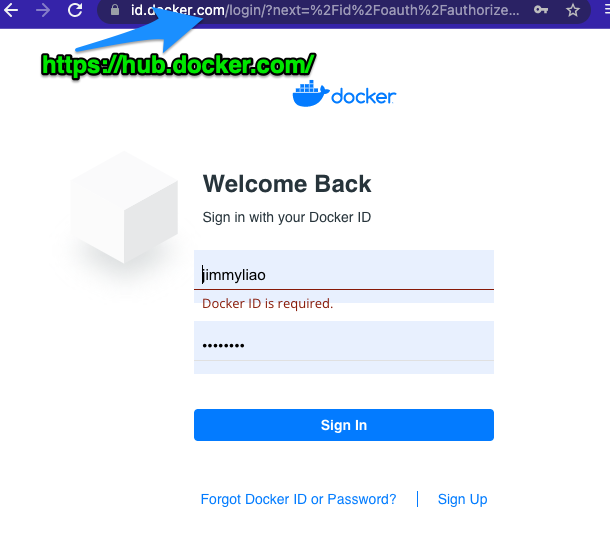 id.docker.com/login/?next=%2Fid%2Foauth%2Fauthorize...
https://hub.docker.com/
docker
Welcome Back
Sign in with your Docker ID
jimmyliao
Docker ID is required.
••••••••
Sign In
Forgot Docker ID or Password? | Sign Up